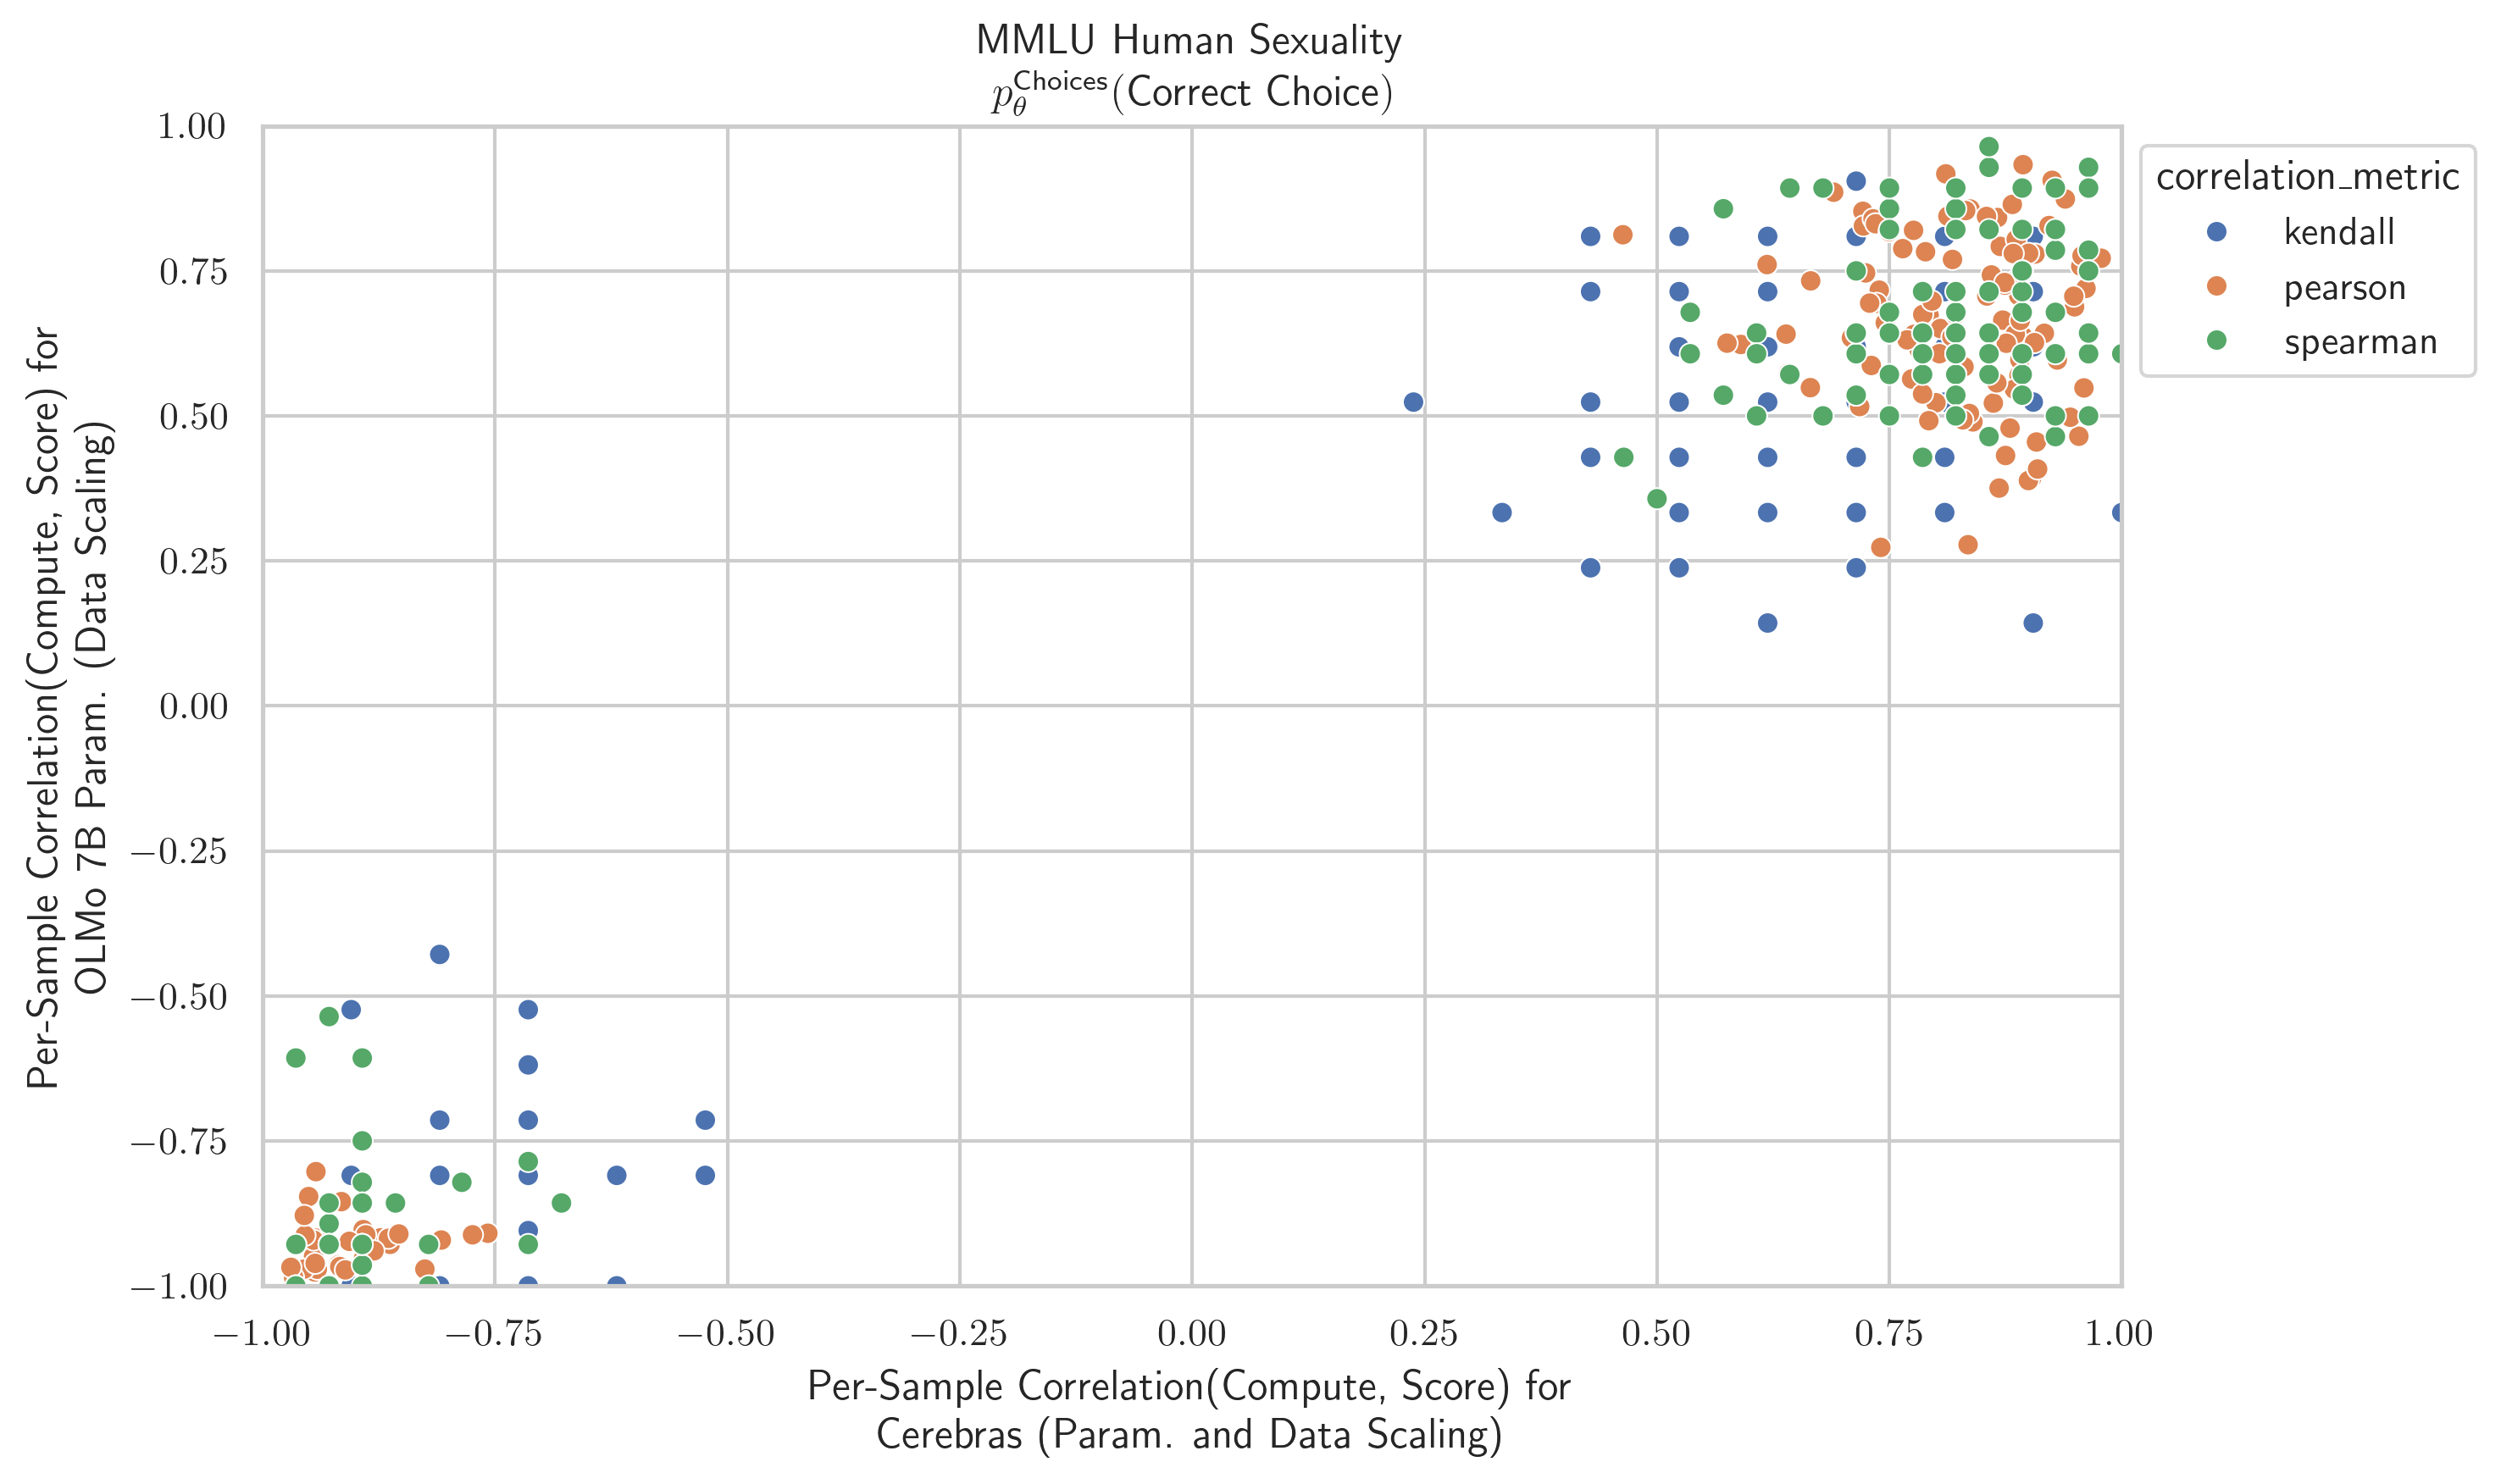 MMLU Human Sexuality
p_θ^Choices(Correct Choice)
1.00
0.75
0.50
0.25
0.00
−0.25
−0.50
−0.75
−1.00
Per-Sample Correlation(Compute, Score) for
OLMo 7B Param. (Data Scaling)
−1.00
−0.75
−0.50
−0.25
0.00
0.25
0.50
0.75
1.00
Per-Sample Correlation(Compute, Score) for
Cerebras (Param. and Data Scaling)
correlation_metric
kendall
pearson
spearman